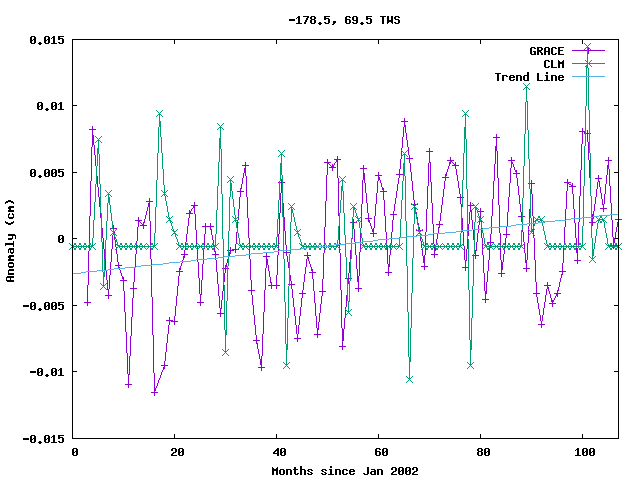 -178.5, 69.5 TWS
GRACE
CLM
Trend Line
0.015
0.01
0.005
0
-0.005
-0.01
-0.015
Anomaly (cm)
0 20 40 60 80 100
Months since Jan 2002